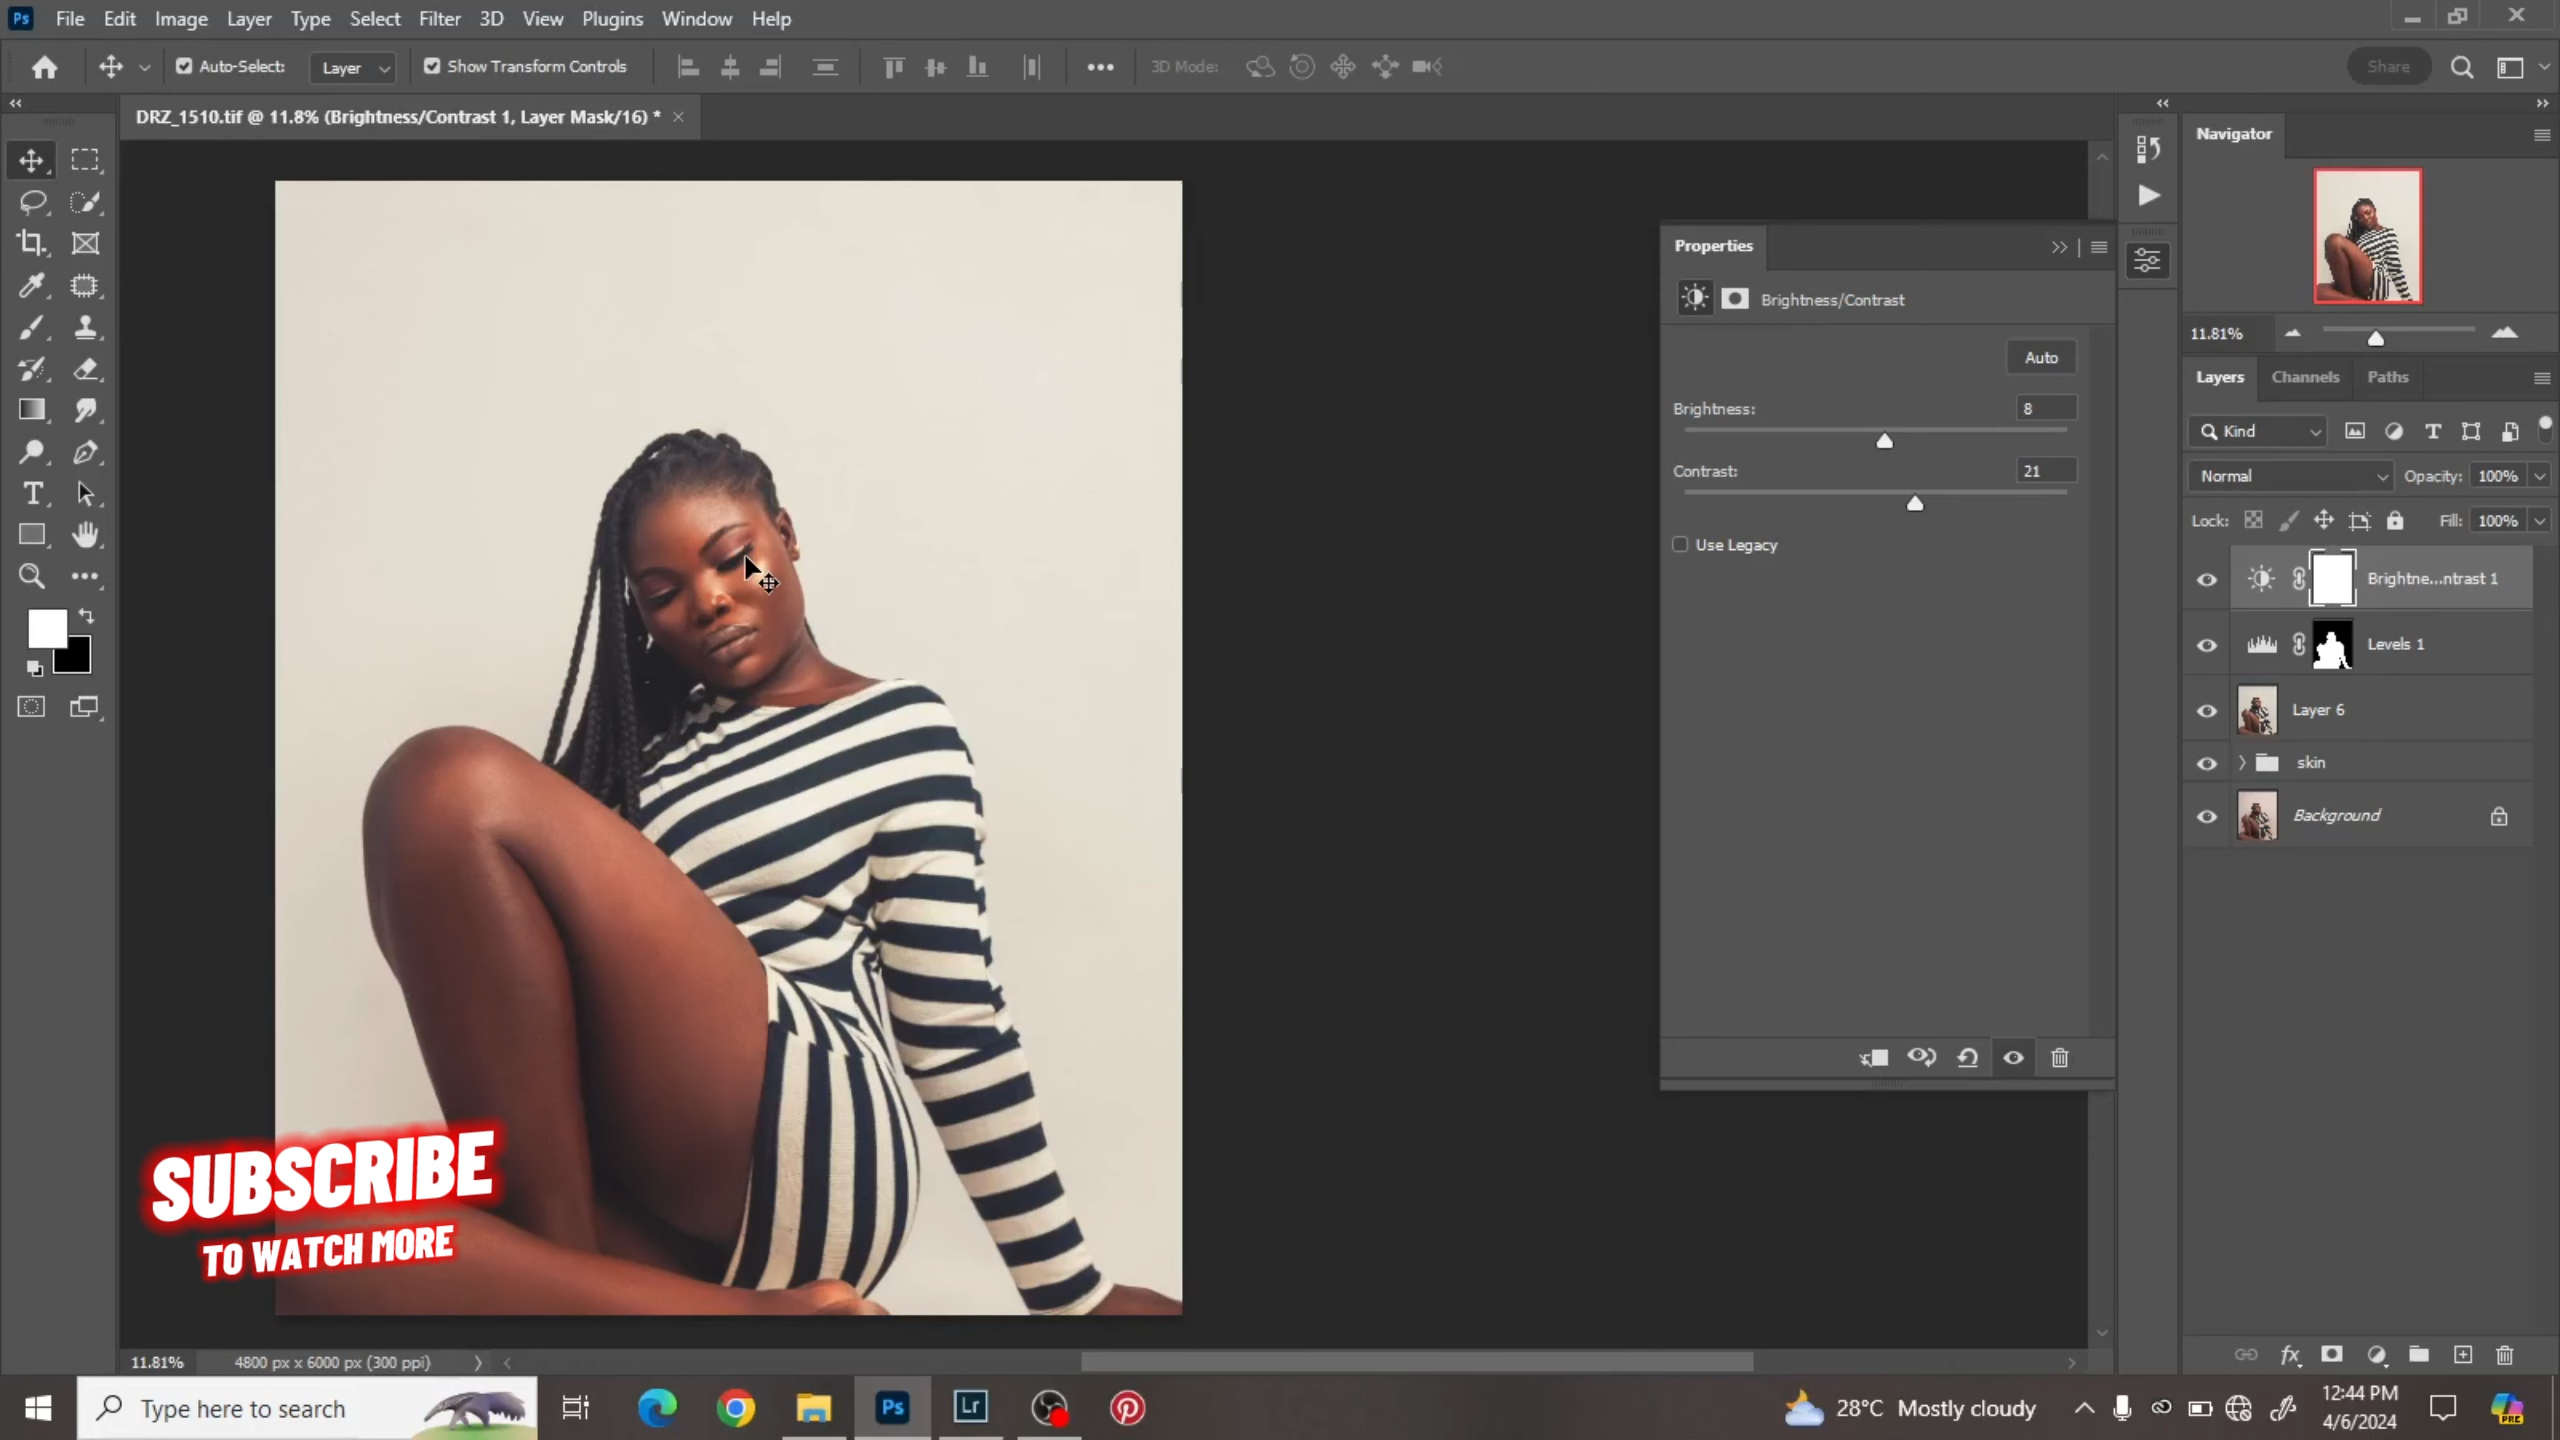 Ps File Edit Image Layer Type Select Filter 3D View Plugins Window Help
Auto-Select: Layer Show Transform Controls 3D Mode: Share
DRZ_1510.tif @ 11.8% (Brightness/Contrast 1, Layer Mask/16) *
Navigator
11.81%
Properties
Brightness/Contrast
Auto
Brightness: 8
Contrast: 21
Use Legacy
Layers Channels Paths
Kind
Normal Opacity: 100%
Lock: Fill: 100%
Brightne...ntrast 1
Levels 1
Layer 6
skin
Background
SUBSCRIBE
TO WATCH MORE
11.81% 4800 px x 6000 px (300 ppi)
Type here to search
Ps
Lr
28°C Mostly cloudy
12:44 PM
4/6/2024
PRE